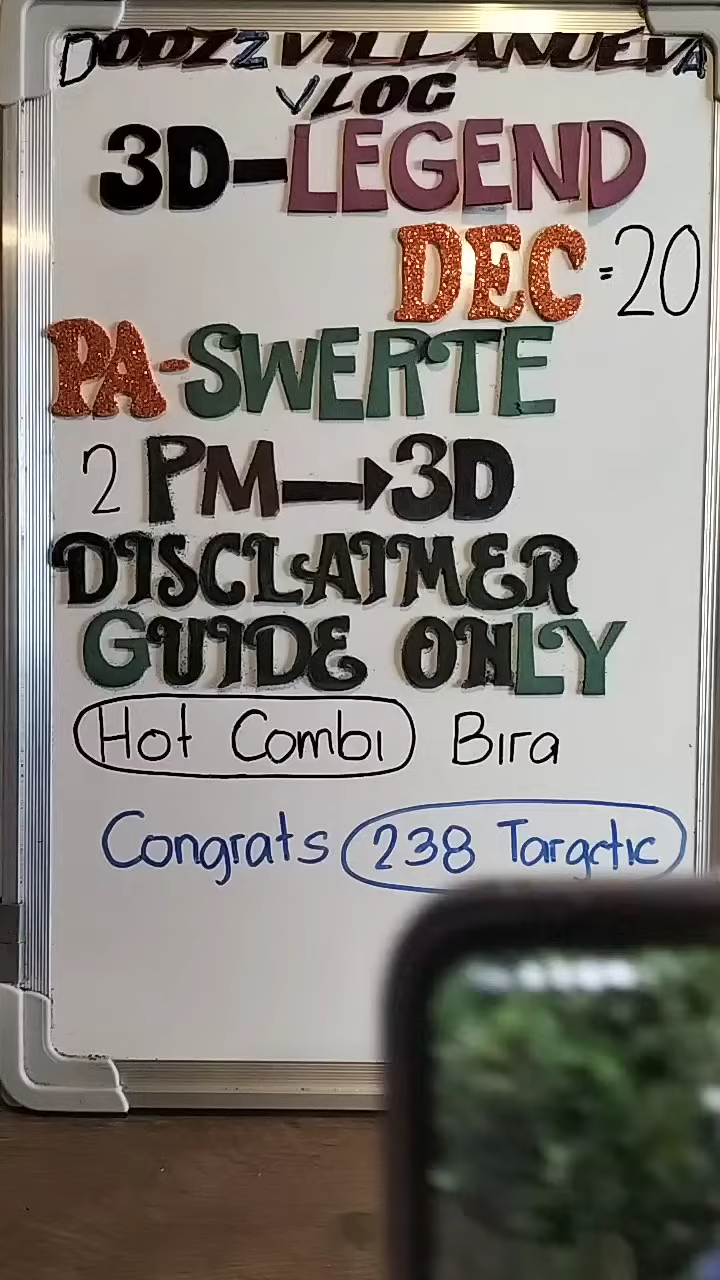 DODZZ VILLANUEVA
VLOG
3D-LEGEND
DEC=20
PA-SWERTE
2 PM→3D
DISCLAIMER
GUIDE ONLY
Hot Combi Bira
Congrats 238 Targetic